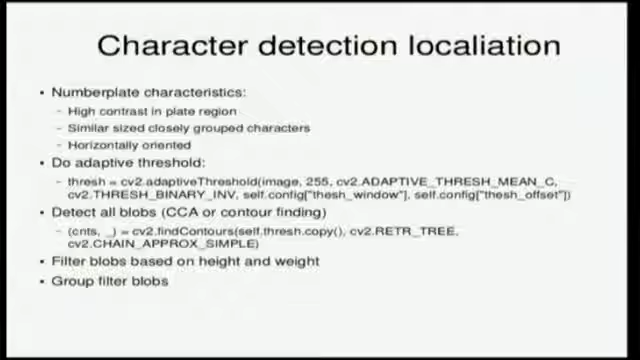 Character detection localiation
• Numberplate characteristics:
– High contrast in plate region
– Similar sized closely grouped characters
– Horizontally oriented
• Do adaptive threshold:
– thresh = cv2.adaptiveThreshold(image, 255, cv2.ADAPTIVE_THRESH_MEAN_C,
cv2.THRESH_BINARY_INV, self.config["thesh_window"], self.config["thesh_offset"])
• Detect all blobs (CCA or contour finding)
– (cnts, _) = cv2.findContours(self.thresh.copy(), cv2.RETR_TREE,
cv2.CHAIN_APPROX_SIMPLE)
• Filter blobs based on height and weight
• Group filter blobs